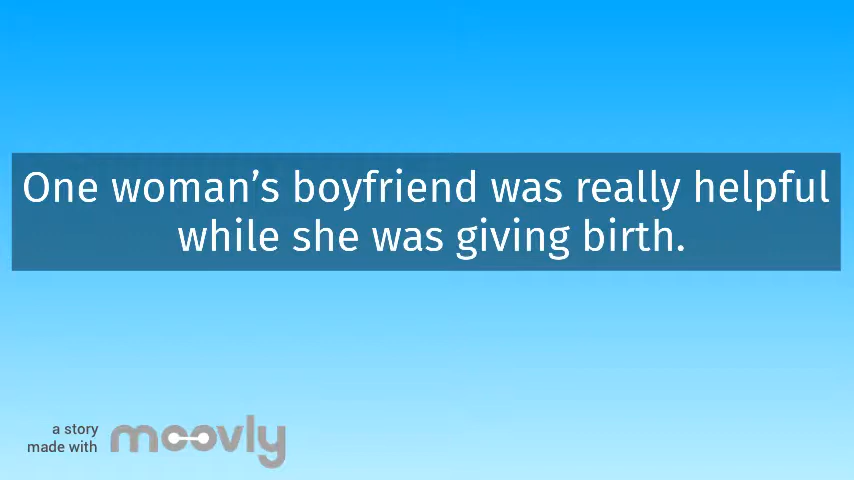 One woman’s boyfriend was really helpful
while she was giving birth.
a story
made with moovly